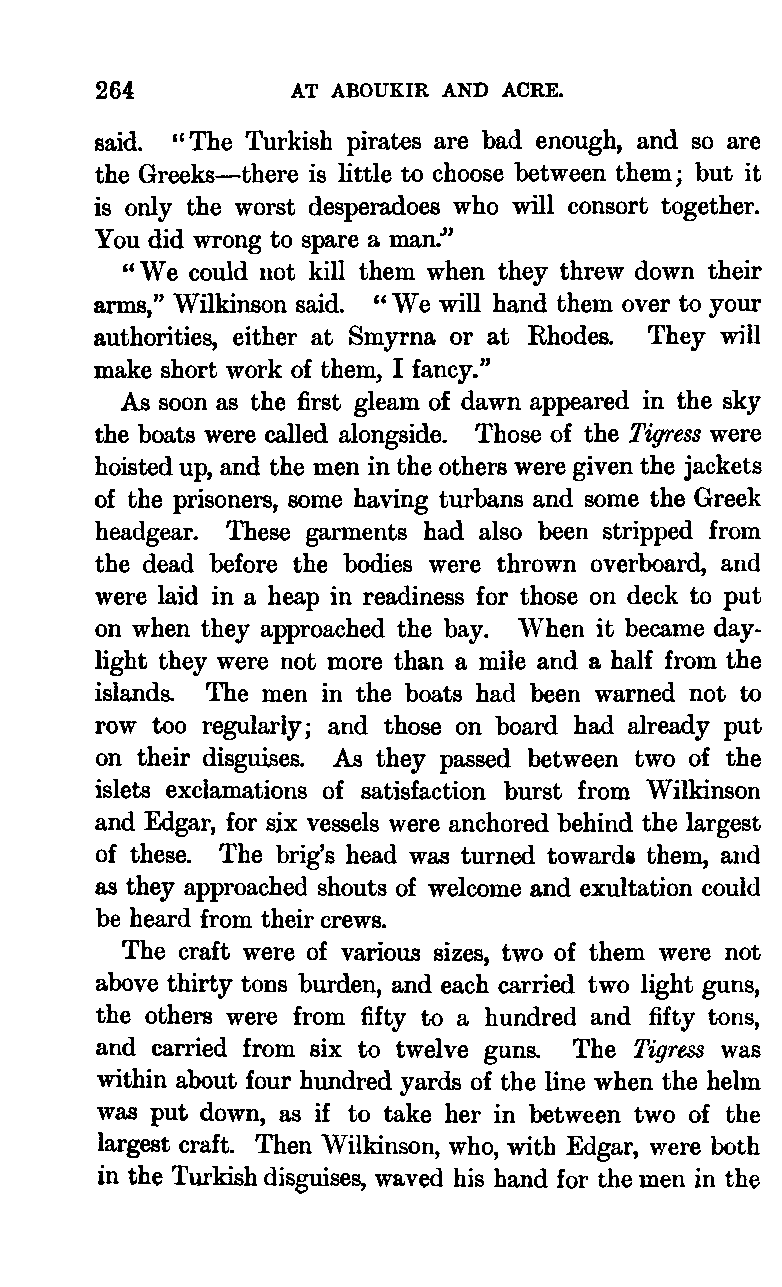 264 AT ABOUKIR AND ACRE.
said. "The Turkish pirates are bad enough, and so are
the Greeks—there is little to choose between them; but it
is only the worst desperadoes who will consort together.
You did wrong to spare a man."
"We could not kill them when they threw down their
arms," Wilkinson said. "We will hand them over to your
authorities, either at Smyrna or at Rhodes. They will
make short work of them, I fancy."
As soon as the first gleam of dawn appeared in the sky
the boats were called alongside. Those of the Tigress were
hoisted up, and the men in the others were given the jackets
of the prisoners, some having turbans and some the Greek
headgear. These garments had also been stripped from
the dead before the bodies were thrown overboard, and
were laid in a heap in readiness for those on deck to put
on when they approached the bay. When it became day-
light they were not more than a mile and a half from the
islands. The men in the boats had been warned not to
row too regularly; and those on board had already put
on their disguises. As they passed between two of the
islets exclamations of satisfaction burst from Wilkinson
and Edgar, for six vessels were anchored behind the largest
of these. The brig's head was turned towards them, and
as they approached shouts of welcome and exultation could
be heard from their crews.
The craft were of various sizes, two of them were not
above thirty tons burden, and each carried two light guns,
the others were from fifty to a hundred and fifty tons,
and carried from six to twelve guns. The Tigress was
within about four hundred yards of the line when the helm
was put down, as if to take her in between two of the
largest craft. Then Wilkinson, who, with Edgar, were both
in the Turkish disguises, waved his hand for the men in the